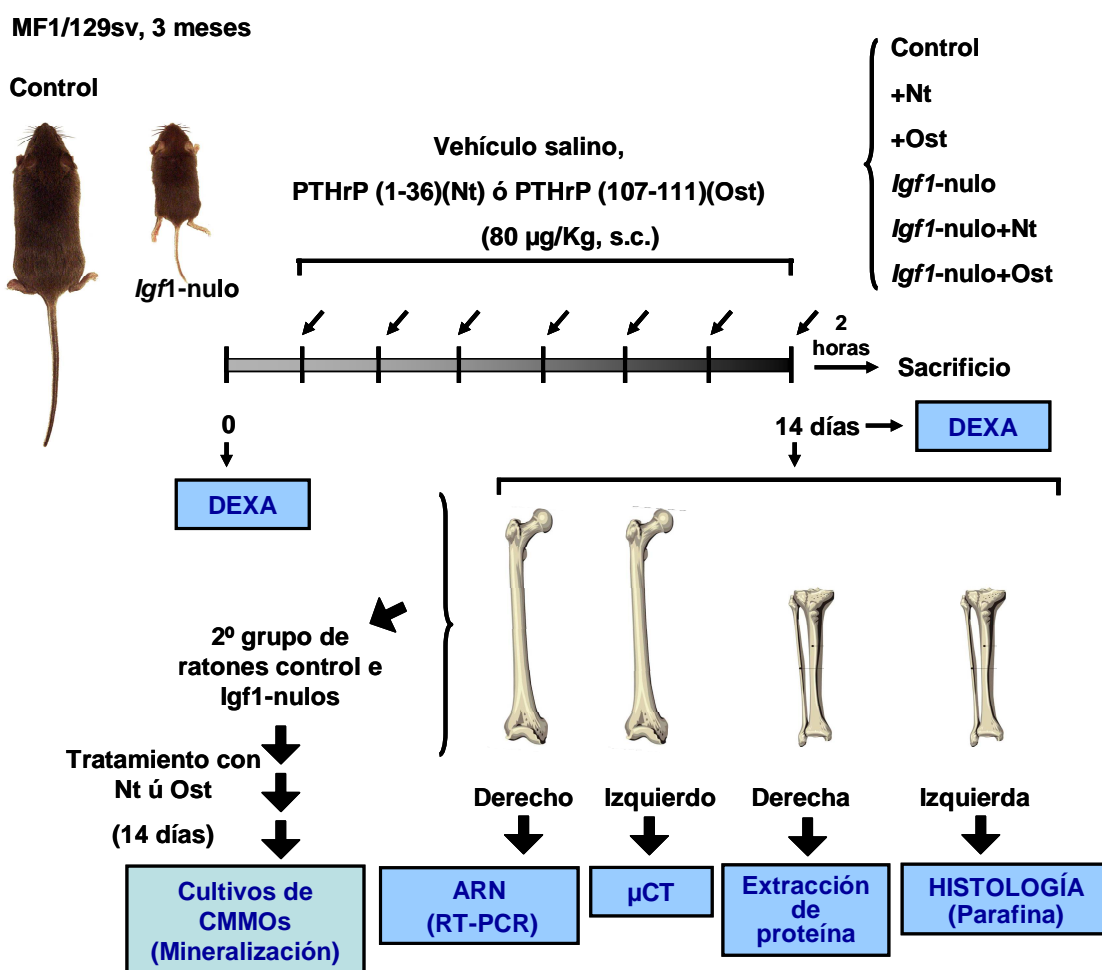 MF1/129sv, 3 meses
Control
Igf1-nulo
Vehículo salino,
PTHrP (1-36)(Nt) ó PTHrP (107-111)(Ost)
(80 µg/Kg, s.c.)
Control
+Nt
+Ost
Igf1-nulo
Igf1-nulo+Nt
Igf1-nulo+Ost
2
horas
Sacrificio
0
14 días
DEXA
DEXA
2º grupo de
ratones control e
Igf1-nulos
Tratamiento con
Nt ú Ost
(14 días)
Cultivos de
CMMOs
(Mineralización)
Derecho
Izquierdo
Derecha
Izquierda
ARN
(RT-PCR)
µCT
Extracción
de
proteína
HISTOLOGÍA
(Parafina)